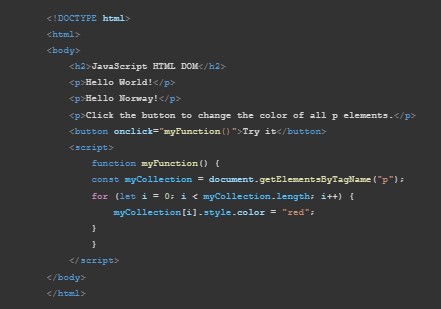 <!DOCTYPE html>
<html>
<body>
<h2>JavaScript HTML DOM</h2>
<p>Hello World!</p>
<p>Hello Norway!</p>
<p>Click the button to change the color of all p elements.</p>
<button onclick="myFunction()">Try it</button>
<script>
function myFunction() {
const myCollection = document.getElementsByTagName("p");
for (let i = 0; i < myCollection.length; i++) {
myCollection[i].style.color = "red";
}
}
</script>
</body>
</html>